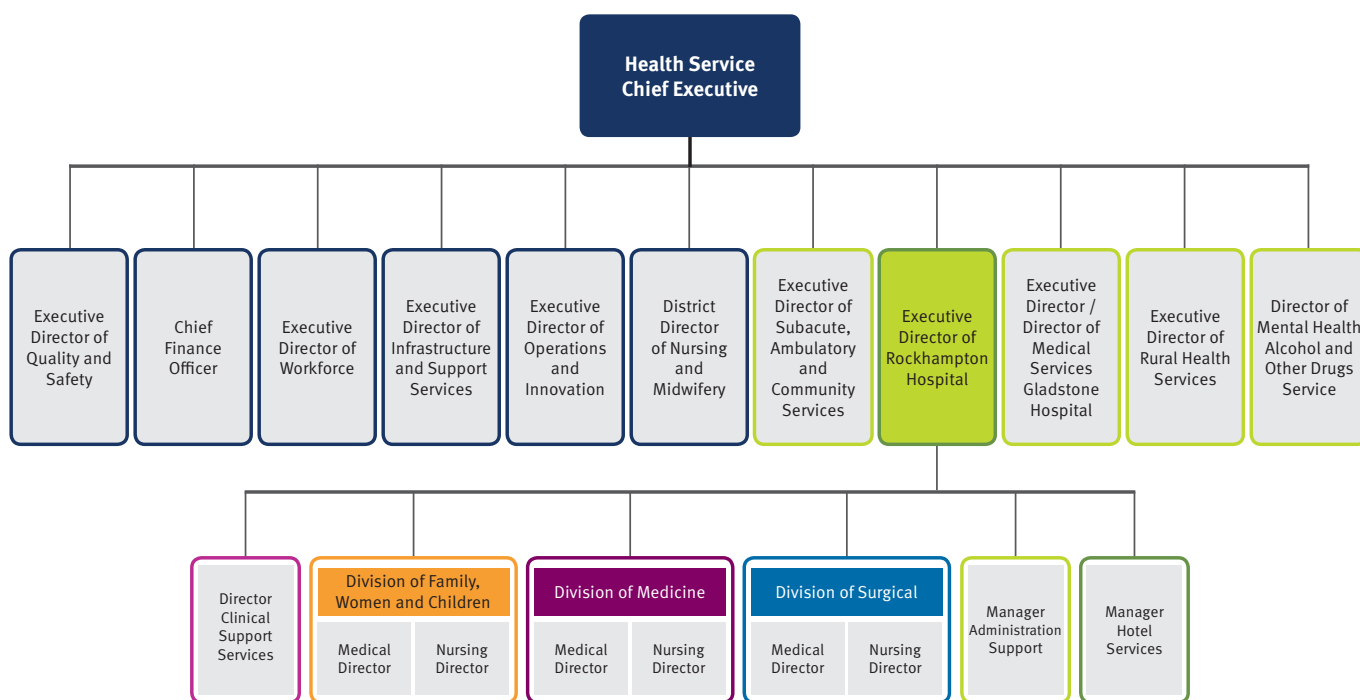 Health Service
Chief Executive
Executive
Director of
Quality and
Safety
Chief
Finance
Officer
Executive
Director of
Workforce
Executive
Director of
Infrastructure
and Support
Services
Executive
Director of
Operations
and
Innovation
District
Director
of Nursing
and
Midwifery
Executive
Director of
Subacute,
Ambulatory
and
Community
Services
Executive
Director of
Rockhampton
Hospital
Executive
Director /
Director of
Medical
Services
Gladstone
Hospital
Executive
Director of
Rural Health
Services
Director of
Mental Health
Alcohol and
Other Drugs
Service
Director
Clinical
Support
Services
Division of Family,
Women and Children
Medical
Director
Nursing
Director
Division of Medicine
Medical
Director
Nursing
Director
Division of Surgical
Medical
Director
Nursing
Director
Manager
Administration
Support
Manager
Hotel
Services